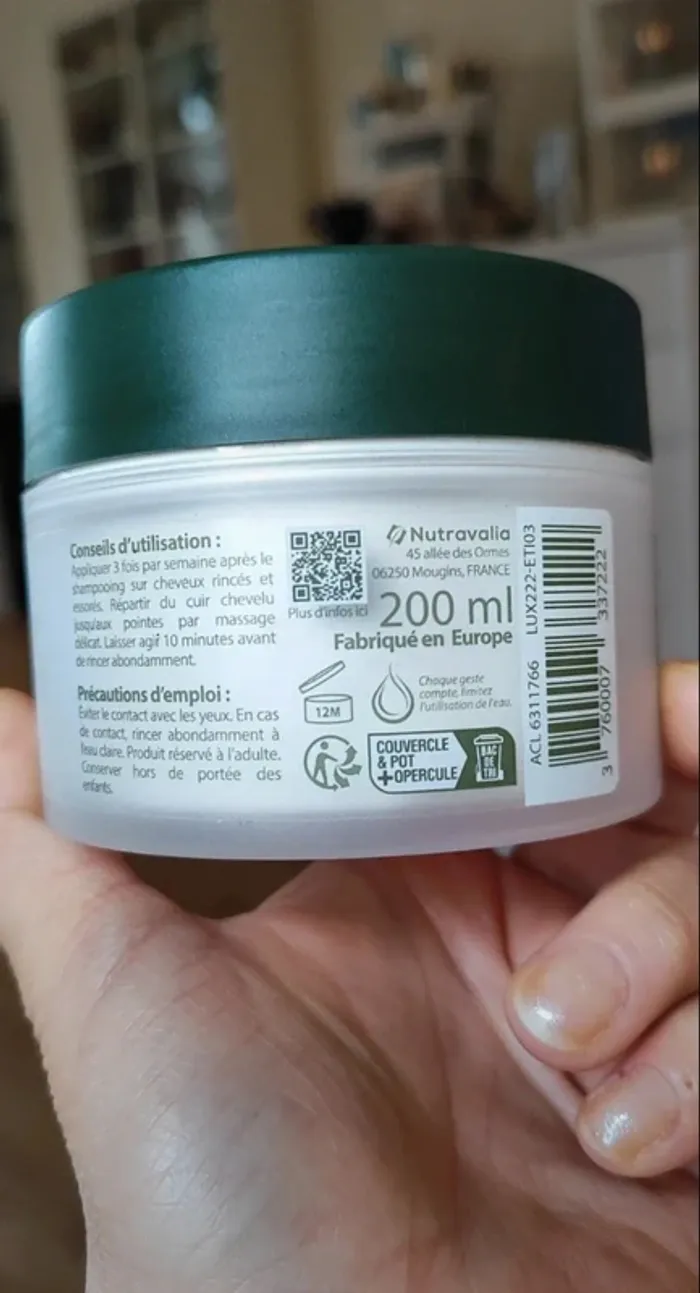 Conseils d'utilisation :
Appliquer 3 fois par semaine après le
shampooing sur cheveux rincés et
essorés. Répartir du cuir chevelu
jusqu'aux pointes par massage
délicat. Laisser agir 10 minutes avant
de rincer abondamment.
Précautions d'emploi :
Éviter le contact avec les yeux. En cas
de contact, rincer abondamment à
l'eau claire. Produit réservé à l'adulte.
Conserver hors de portée des
enfants.
Plus d'infos ici
Nutravalia
45 allée des Ormes
06250 Mougins, FRANCE
200 ml
Fabriqué en Europe
12M
Chaque geste
compte, limitez
l'utilisation de l'eau.
COUVERCLE
& POT
+OPERCULE
BAC
DE
TRI
ACL 6311766 LUX222-ETI03
3 760007 337222